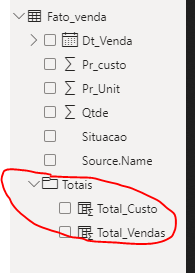 Fato_venda
Dt_Venda
Pr_custo
Pr_Unit
Qtde
Situacao
Source.Name
Totais
Total_Custo
Total_Vendas